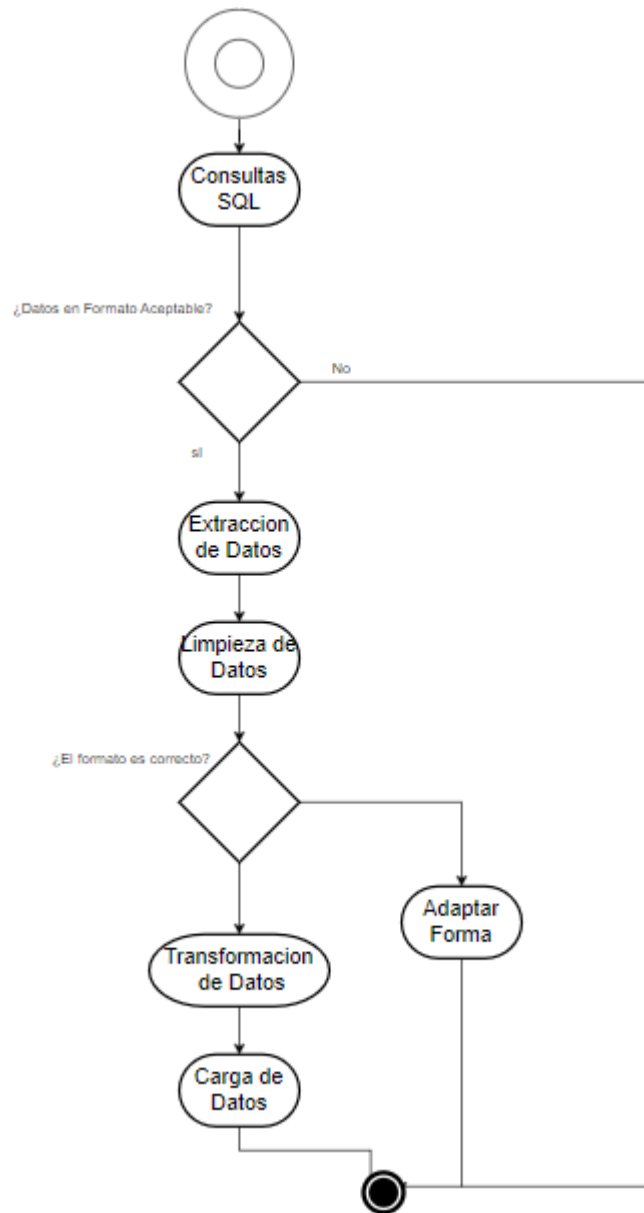 Consultas
SQL
¿Datos en Formato Aceptable?
No
si
Extraccion
de Datos
Limpieza de
Datos
¿El formato es correcto?
Adaptar
Forma
Transformacion
de Datos
Carga de
Datos